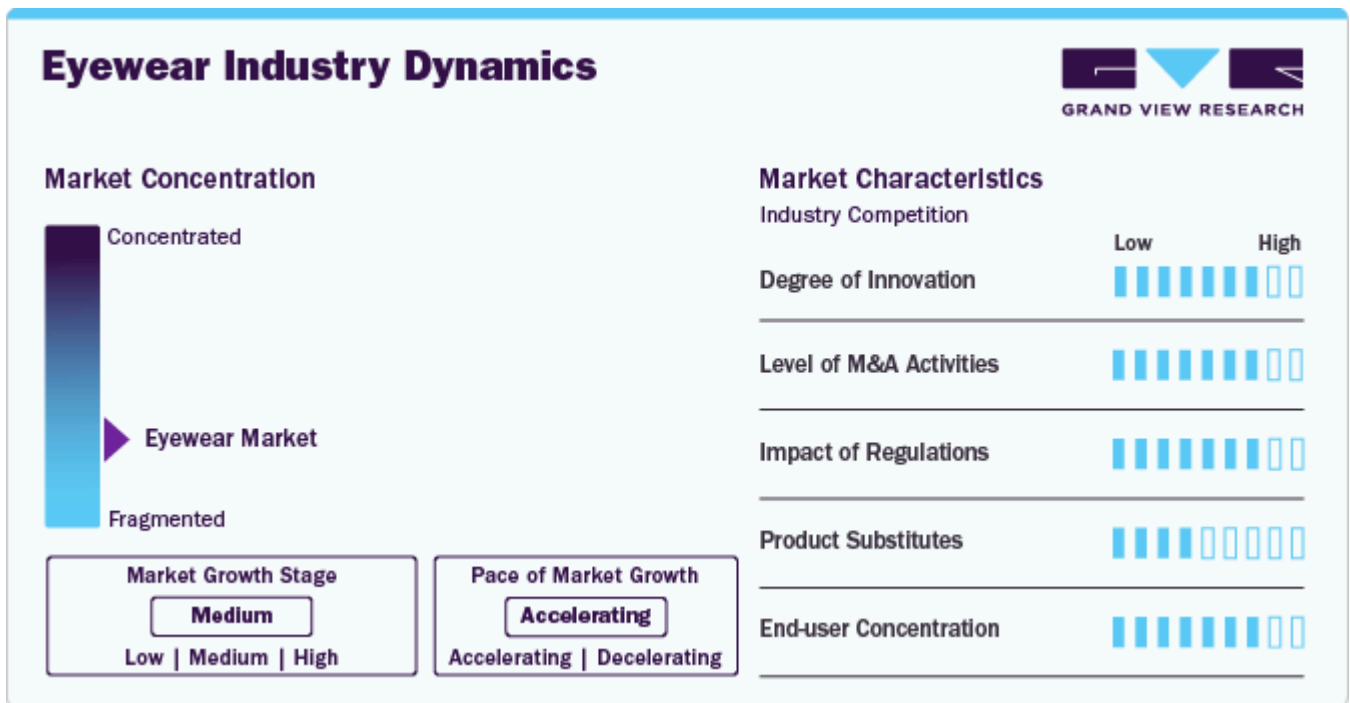 Eyewear Industry Dynamics
GRAND VIEW RESEARCH
Market Concentration
Concentrated
Eyewear Market
Fragmented
Market Growth Stage
Medium
Low | Medium | High
Pace of Market Growth
Accelerating
Accelerating | Decelerating
Market Characteristics
Industry Competition
Low High
Degree of Innovation
Level of M&A Activities
Impact of Regulations
Product Substitutes
End-user Concentration